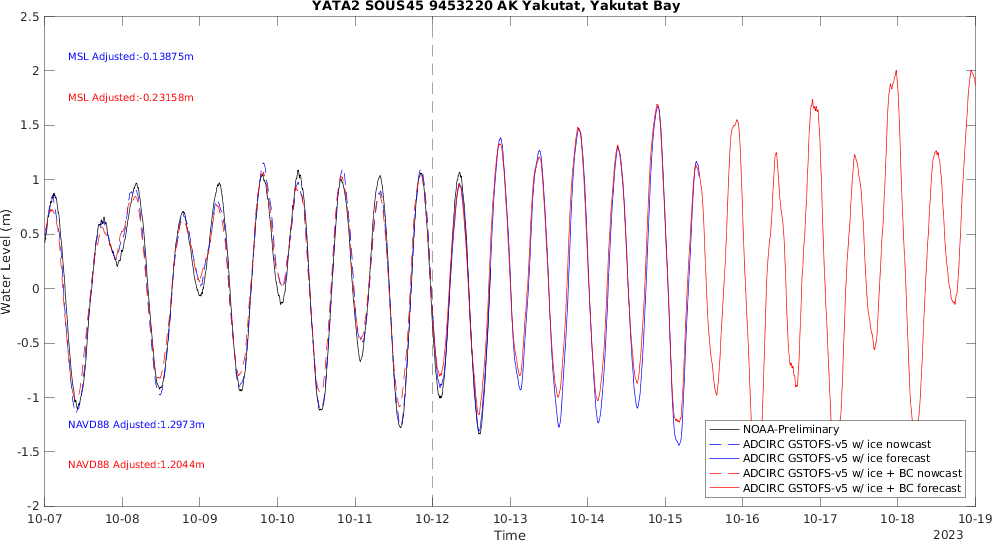 YATA2 SOUS45 9453220 AK Yakutat, Yakutat Bay
2.5
2
1.5
1
0.5
0
-0.5
-1
-1.5
-2
Water Level (m)
MSL Adjusted:-0.13875m
MSL Adjusted:-0.23158m
NAVD88 Adjusted:1.2973m
NAVD88 Adjusted:1.2044m
NOAA-Preliminary
ADCIRC GSTOFS-v5 w/ ice nowcast
ADCIRC GSTOFS-v5 w/ ice forecast
ADCIRC GSTOFS-v5 w/ ice + BC nowcast
ADCIRC GSTOFS-v5 w/ ice + BC forecast
10-07 10-08 10-09 10-10 10-11 10-12 10-13 10-14 10-15 10-16 10-17 10-18 10-19
Time
2023